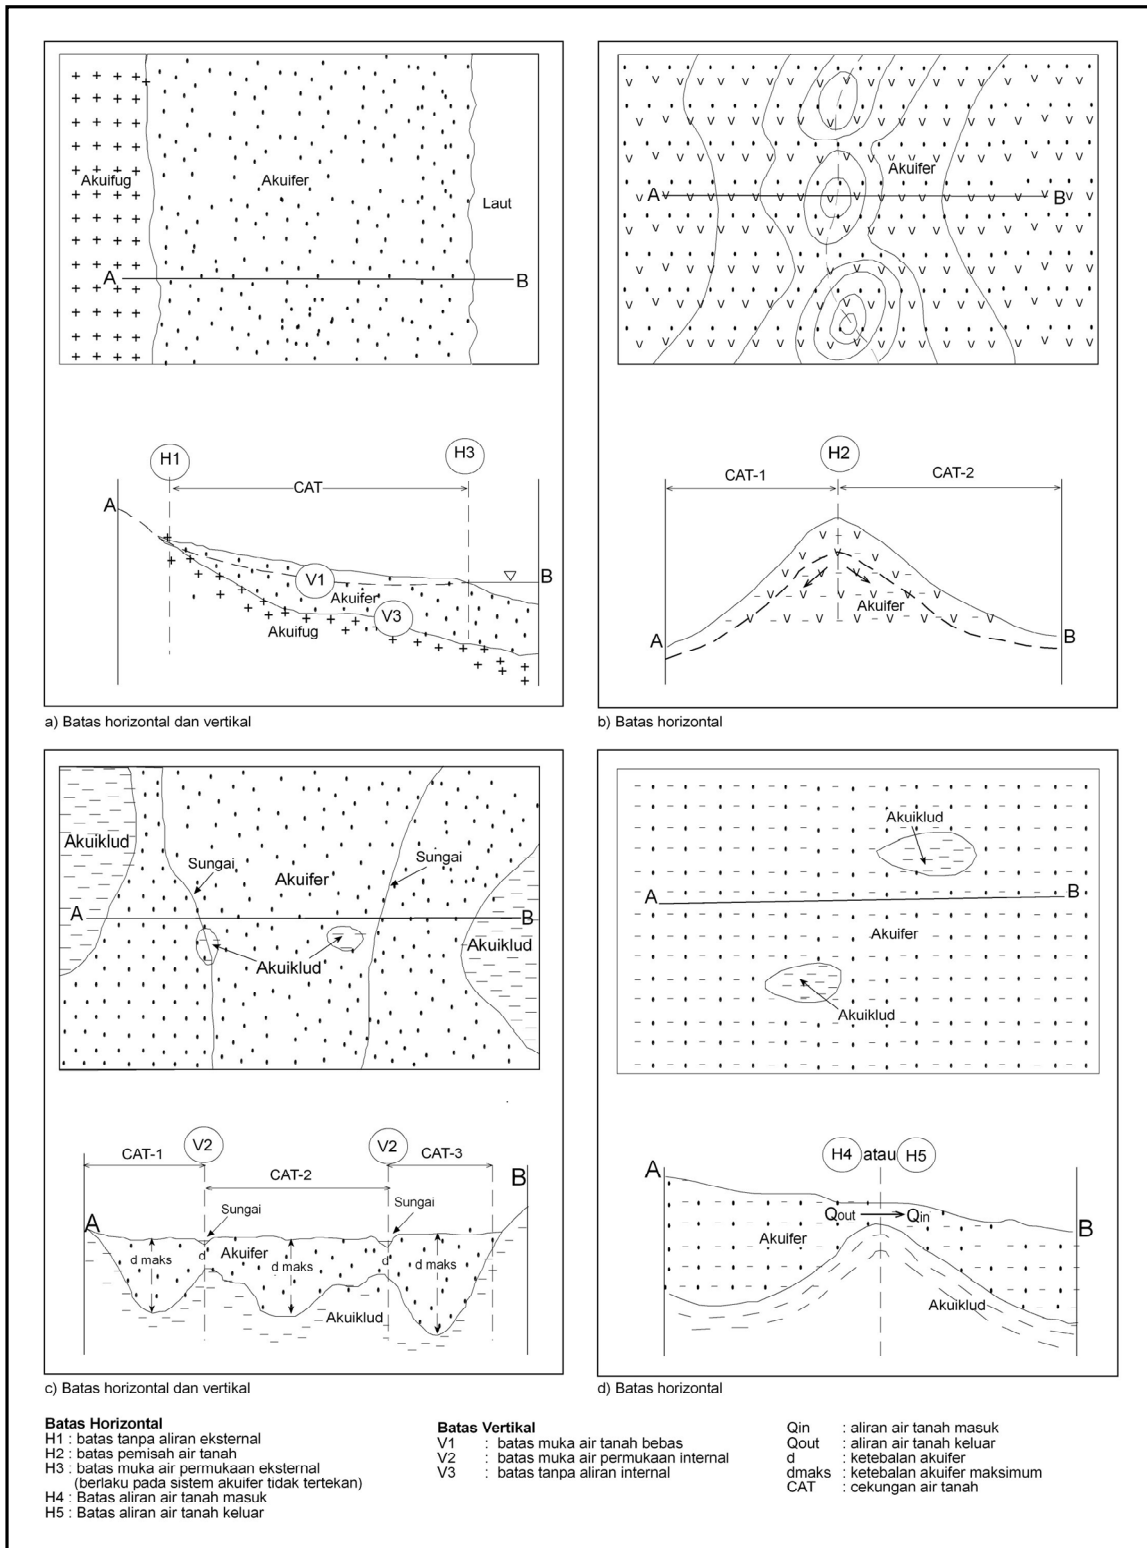 Akuifug
Akuifer
Laut
A
B
H1
H3
CAT
A
V1
B
Akuifer
V3
Akuifug
a) Batas horizontal dan vertikal
Akuifer
A
B
H2
CAT-1
CAT-2
Akuifer
A
B
b) Batas horizontal
Akuiklud
Sungai
Akuifer
Sungai
A
B
Akuiklud
Akuiklud
CAT-1
V2
V2
CAT-3
CAT-2
B
Sungai
Sungai
A
d maks
d
Akuifer
d maks
d
d maks
Akuiklud
c) Batas horizontal dan vertikal
Akuiklud
A
B
Akuifer
Akuiklud
H4 atau H5
A
Qout
Qin
Akuifer
B
Akuiklud
d) Batas horizontal
Batas Horizontal
H1 : batas tanpa aliran eksternal
H2 : batas pemisah air tanah
H3 : batas muka air permukaan eksternal
(berlaku pada sistem akuifer tidak tertekan)
H4 : Batas aliran air tanah masuk
H5 : Batas aliran air tanah keluar
Batas Vertikal
V1 : batas muka air tanah bebas
V2 : batas muka air permukaan internal
V3 : batas tanpa aliran internal
Qin : aliran air tanah masuk
Qout : aliran air tanah keluar
d : ketebalan akuifer
dmaks : ketebalan akuifer maksimum
CAT : cekungan air tanah